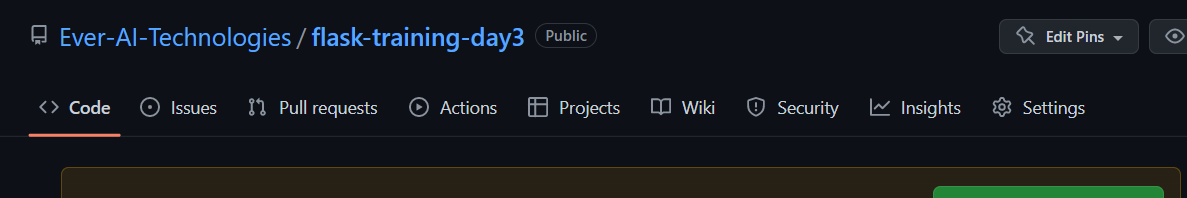 Ever-AI-Technologies / flask-training-day3 Public Edit Pins
Code Issues Pull requests Actions Projects Wiki Security Insights Settings